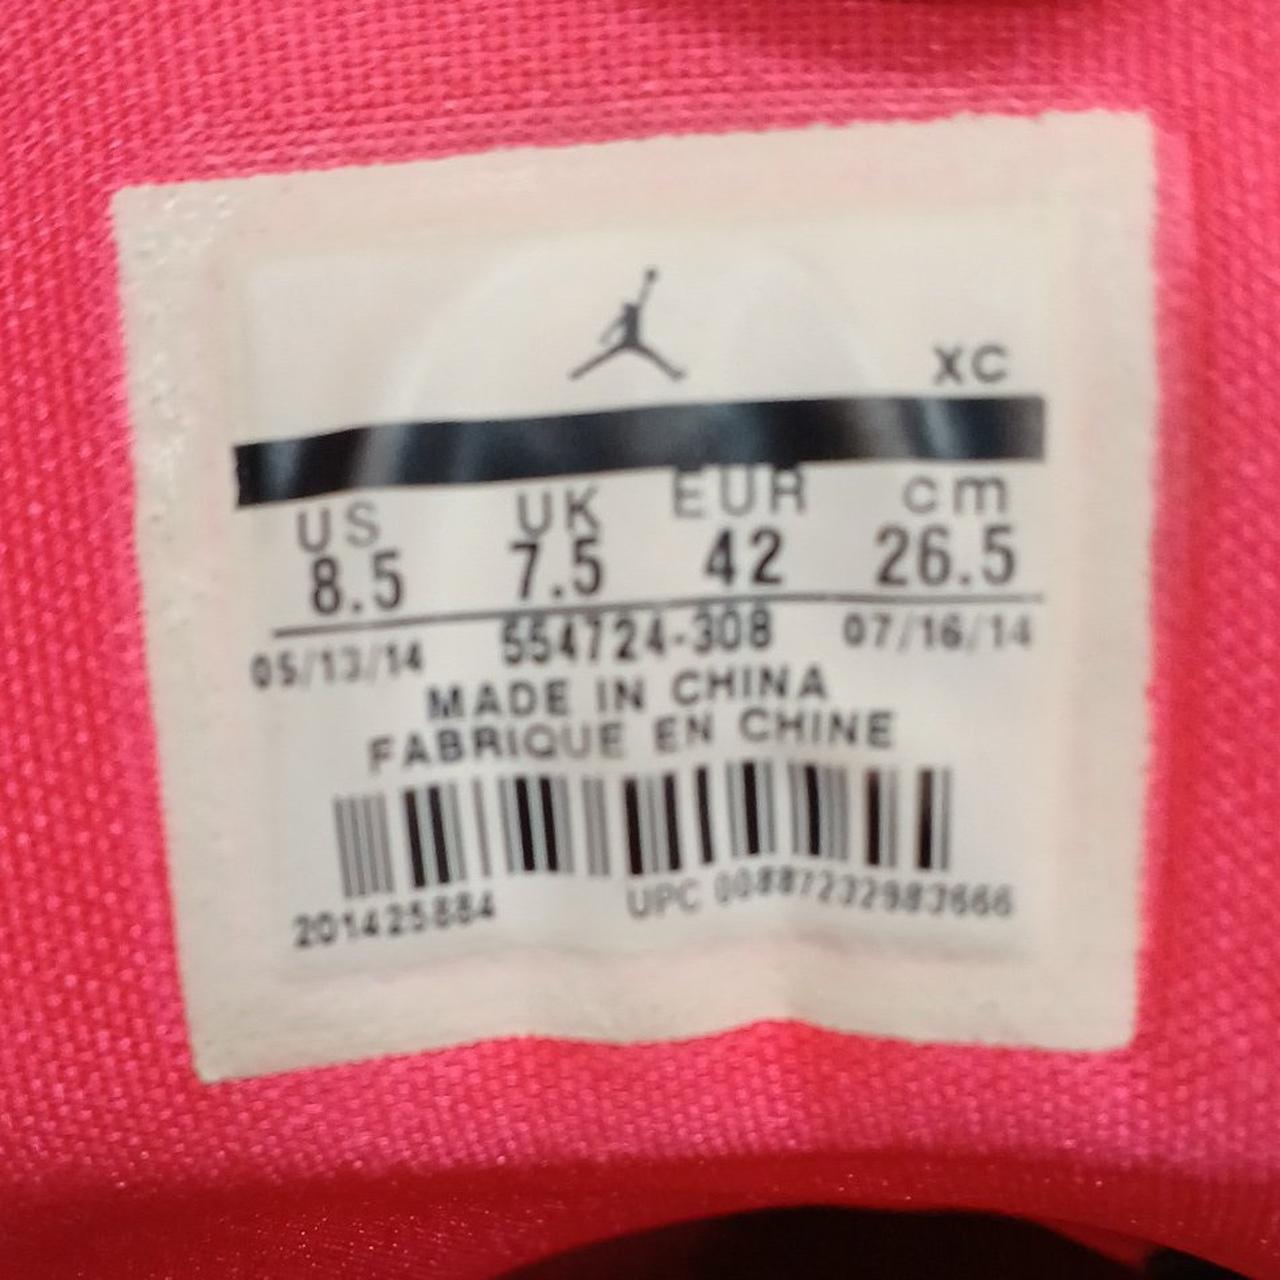 XC
US UK EUR cm
8.5 7.5 42 26.5
05/13/14 554724-308 07/16/14
MADE IN CHINA
FABRIQUE EN CHINE
201425884 UPC 00887232983666